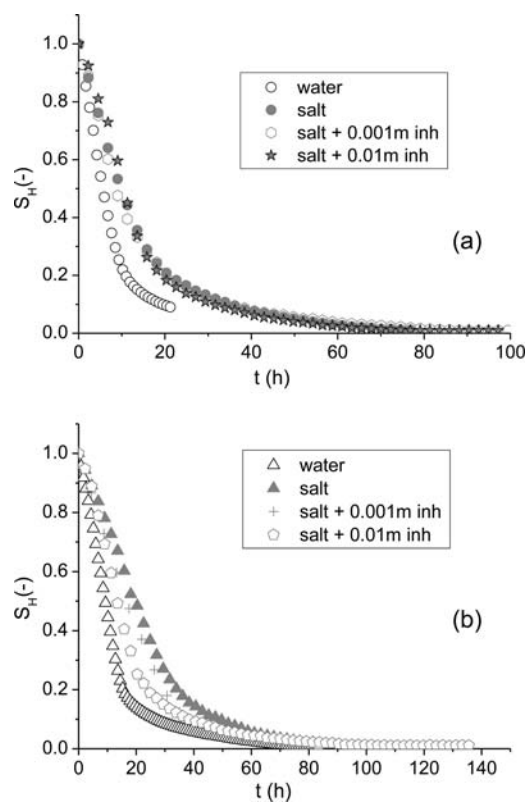 1.0
0.8
0.6
0.4
0.2
0.0
S_H(-)
water
salt
salt + 0.001m inh
salt + 0.01m inh
(a)
0 20 40 60 80 100
t (h)
1.0
0.8
0.6
0.4
0.2
0.0
S_H(-)
water
salt
salt + 0.001m inh
salt + 0.01m inh
(b)
0 20 40 60 80 100 120 140
t (h)